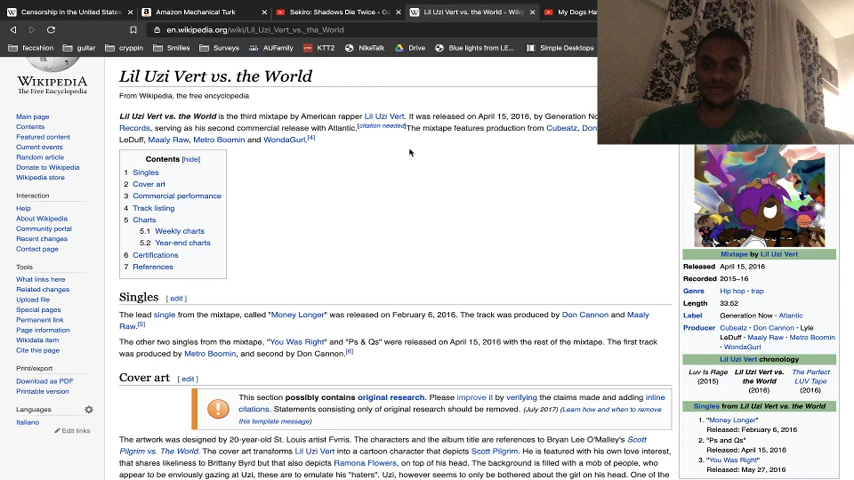 Censorship in the United States
Amazon Mechanical Turk
Sekiro: Shadows Die Twice - Ga
Lil Uzi Vert vs. the World - Wiki
My Dogs Ha
en.wikipedia.org/wiki/Lil_Uzi_Vert_vs._the_World
faccshion
guitar
cryppin
Smilies
Surveys
AUFamily
KTT2
NikeTalk
Drive
Blue lights from LE...
Simple Desktops
WIKIPEDIA
The Free Encyclopedia
Main page
Contents
Featured content
Current events
Random article
Donate to Wikipedia
Wikipedia store
Interaction
Help
About Wikipedia
Community portal
Recent changes
Contact page
Tools
What links here
Related changes
Upload file
Special pages
Permanent link
Page information
Wikidata item
Cite this page
Print/export
Download as PDF
Printable version
Languages
Italiano
Edit links
Lil Uzi Vert vs. the World
From Wikipedia, the free encyclopedia
Lil Uzi Vert vs. the World is the third mixtape by American rapper Lil Uzi Vert. It was released on April 15, 2016, by Generation No
Records, serving as his second commercial release with Atlantic.[citation needed]The mixtape features production from Cubeatz, Don
LeDuff, Maaly Raw, Metro Boomin and WondaGurl.[4]
Contents [hide]
1 Singles
2 Cover art
3 Commercial performance
4 Track listing
5 Charts
5.1 Weekly charts
5.2 Year-end charts
6 Certifications
7 References
Singles [ edit ]
The lead single from the mixtape, called "Money Longer" was released on February 6, 2016. The track was produced by Don Cannon and Maaly
Raw.[5]
The other two singles from the mixtape, "You Was Right" and "Ps & Qs" were released on April 15, 2016 with the rest of the mixtape. The first track
was produced by Metro Boomin, and second by Don Cannon.[6]
Cover art [ edit ]
This section possibly contains original research. Please improve it by verifying the claims made and adding inline
citations. Statements consisting only of original research should be removed. (July 2017) (Learn how and when to remove
this template message)
The artwork was designed by 20-year-old St. Louis artist Fvrris. The characters and the album title are references to Bryan Lee O'Malley's Scott
Pilgrim vs. The World. The cover art transforms Lil Uzi Vert into a cartoon character that depicts Scott Pilgrim. He is featured with his own love interest,
that shares likeliness to Brittany Byrd but that also depicts Ramona Flowers, on top of his head. The background is filled with a mob of people, who
appear to be enviously gazing at Uzi, these are to emulate his "haters". Uzi, however seems to only be bothered about the girl on his head. One of the
Mixtape by Lil Uzi Vert
Released April 15, 2016
Recorded 2015–16
Genre Hip hop · trap
Length 33:52
Label Generation Now · Atlantic
Producer Cubeatz · Don Cannon · Lyle
LeDuff · Maaly Raw · Metro Boomin
· WondaGurl
Lil Uzi Vert chronology
Luv Is Rage
(2015)
Lil Uzi Vert vs.
the World
(2016)
The Perfect
LUV Tape
(2016)
Singles from Lil Uzi Vert vs. the World
1. "Money Longer"
Released: February 6, 2016
2. "Ps and Qs"
Released: April 15, 2016
3. "You Was Right"
Released: May 27, 2016